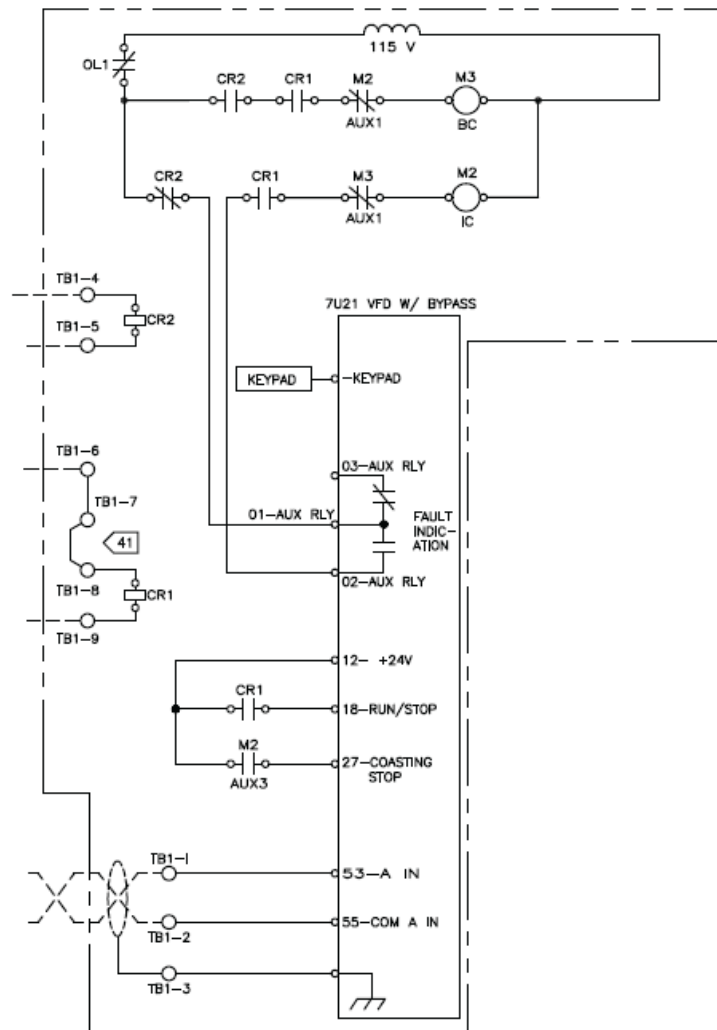 115 V
OL1
CR2
CR1
M2
M3
AUX1
BC
CR2
CR1
M3
M2
AUX1
IC
TB1-4
TB1-5
CR2
7U21 VFD W/ BYPASS
KEYPAD
-KEYPAD
TB1-6
TB1-7
41
TB1-8
CR1
TB1-9
03-AUX RLY
01-AUX RLY
FAULT
INDIC-
ATION
02-AUX RLY
12- +24V
CR1
18-RUN/STOP
M2
AUX3
27-COASTING
STOP
TB1-1
53-A IN
TB1-2
55-COM A IN
TB1-3